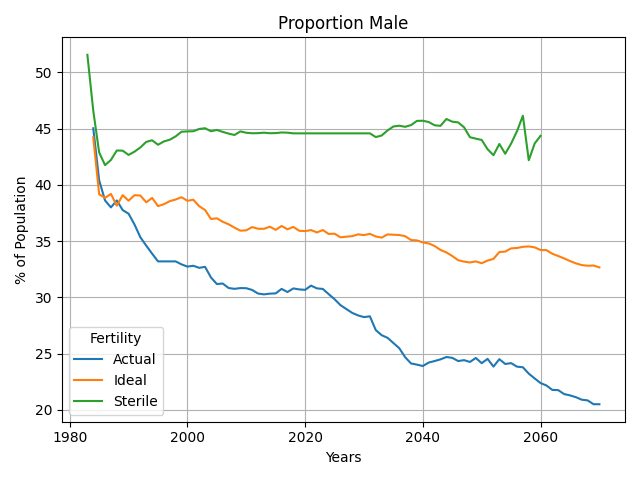 Proportion Male
% of Population
50
45
40
35
30
25
20
Fertility
Actual
Ideal
Sterile
1980
2000
2020
2040
2060
Years